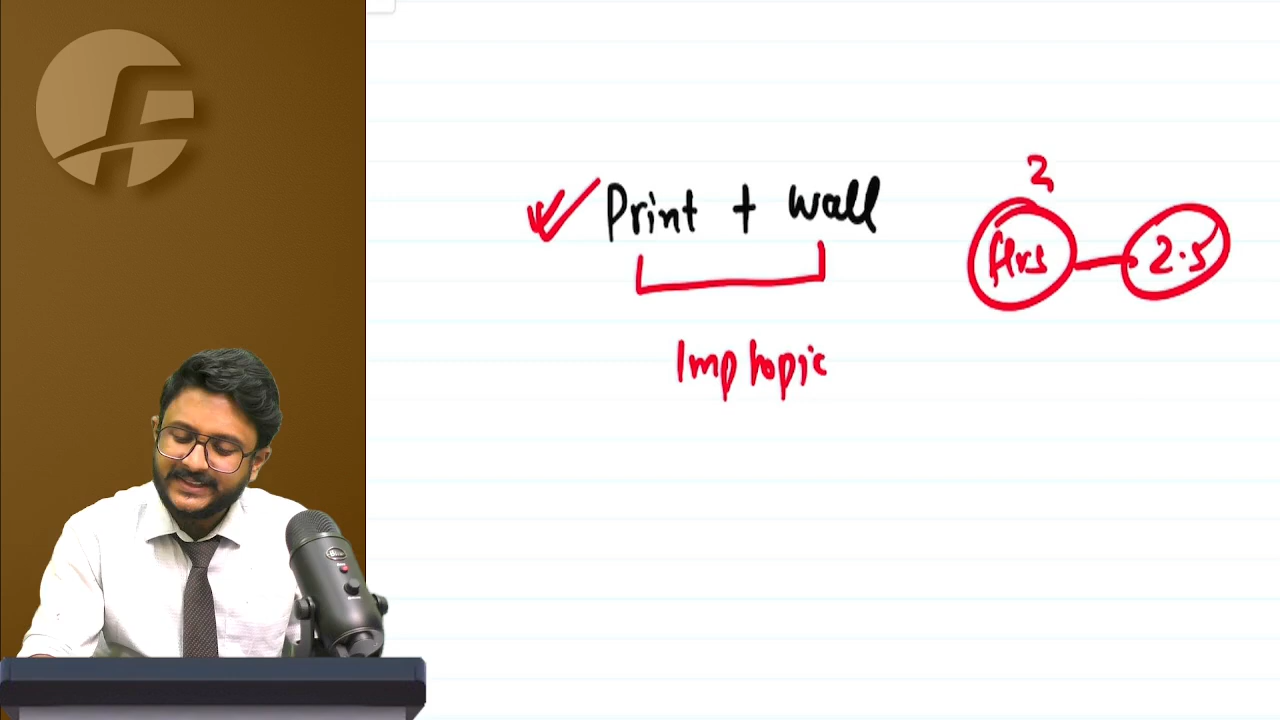 2
Print + wall
Hrs — 2.5
Imp topic